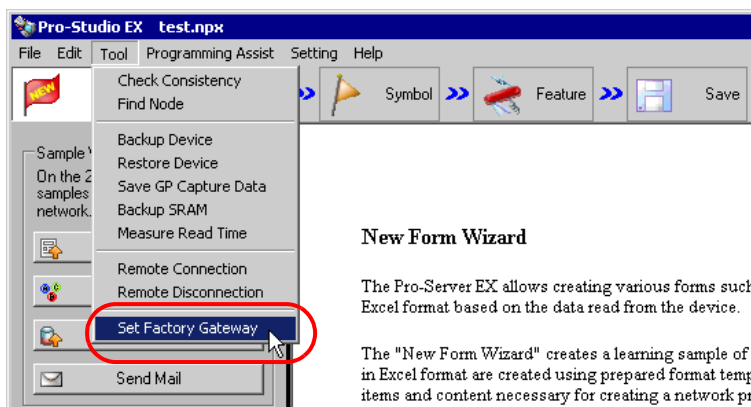 Pro-Studio EX test.npx
File Edit Tool Programming Assist Setting Help
NEW
Symbol
Feature
Save
Check Consistency
Find Node
Backup Device
Restore Device
Save GP Capture Data
Backup SRAM
Measure Read Time
Remote Connection
Remote Disconnection
Set Factory Gateway
Sample
On the 2
samples
network.
Send Mail
New Form Wizard
The Pro-Server EX allows creating various forms such
Excel format based on the data read from the device.
The "New Form Wizard" creates a learning sample of
in Excel format are created using prepared format temp
items and content necessary for creating a network pr